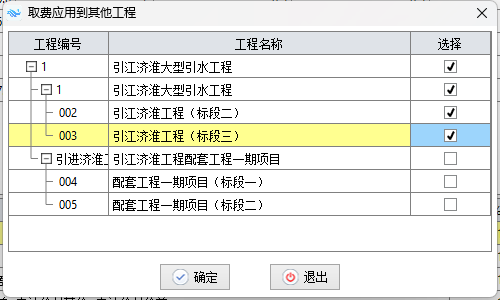 取费应用到其他工程
工程编号 工程名称 选择
1 引江济淮大型引水工程
1 引江济淮大型引水工程
002 引江济淮工程（标段二）
003 引江济淮工程（标段三）
引进济淮 引江济淮工程配套工程一期项目
004 配套工程一期项目（标段一）
005 配套工程一期项目（标段二）
确定 退出